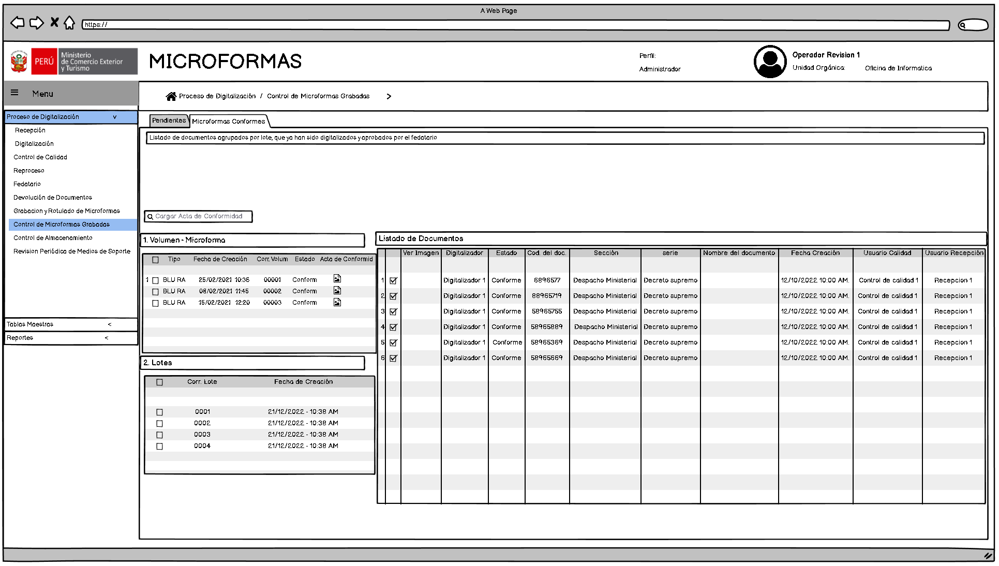 A Web Page
https://
PERÚ
Ministerio
de Comercio Exterior
y Turismo
MICROFORMAS
Perfil:
Administrador
Operador Revision 1
Unidad Orgánica: Oficina de Informatica
Menu
Proceso de Digitalización / Control de Microformas Grabadas >
Proceso de Digitalización v
Recepción
Digitalización
Control de Calidad
Reproceso
Fedatario
Devolución de Documentos
Grabacion y Rotulado de Microformas
Control de Microformas Grabadas
Control de Almacenamiento
Revision Periódica de Medios de Soporte
Tablas Maestras <
Reportes <
Pendientes
Microformas Conformes
Listado de documentos agrupados por lote, que ya han sido digitalizados y aprobados por el fedatario
Cargar Acta de Conformidad
1. Volumen - Microforma
Tipo Fecha de Creación Corr. Volum Estado Acta de Conformid
1 BLU RA 25/02/2021 10:36 00001 Conform
BLU RA 08/02/2021 11:45 00002 Conform
BLU RA 15/02/2021 12:20 00003 Conform
2. Lotes
Corr. Lote Fecha de Creación
0001 21/12/2022 - 10:38 AM
0002 21/12/2022 - 10:38 AM
0003 21/12/2022 - 10:38 AM
0004 21/12/2022 - 10:38 AM
Listado de Documentos
Ver Imagen Digitalizador Estado Cod. del doc. Sección serie Nombre del documento Fecha Creación Usuario Calidad Usuario Recepción
1 Digitalizador 1 Conforme 6896577 Despacho Ministerial Decreto supremo 12/10/2022 10:00 AM. Control de calidad 1 Recepcion 1
2 Digitalizador 1 Conforme 88965719 Despacho Ministerial Decreto supremo 12/10/2022 10:00 AM. Control de calidad 1 Recepcion 1
3 Digitalizador 1 Conforme 58965755 Despacho Ministerial Decreto supremo 12/10/2022 10:00 AM. Control de calidad 1 Recepcion 1
4 Digitalizador 1 Conforme 58965889 Despacho Ministerial Decreto supremo 12/10/2022 10:00 AM. Control de calidad 1 Recepcion 1
5 Digitalizador 1 Conforme 58965369 Despacho Ministerial Decreto supremo 12/10/2022 10:00 AM. Control de calidad 1 Recepcion 1
6 Digitalizador 1 Conforme 58965669 Despacho Ministerial Decreto supremo 12/10/2022 10:00 AM. Control de calidad 1 Recepcion 1